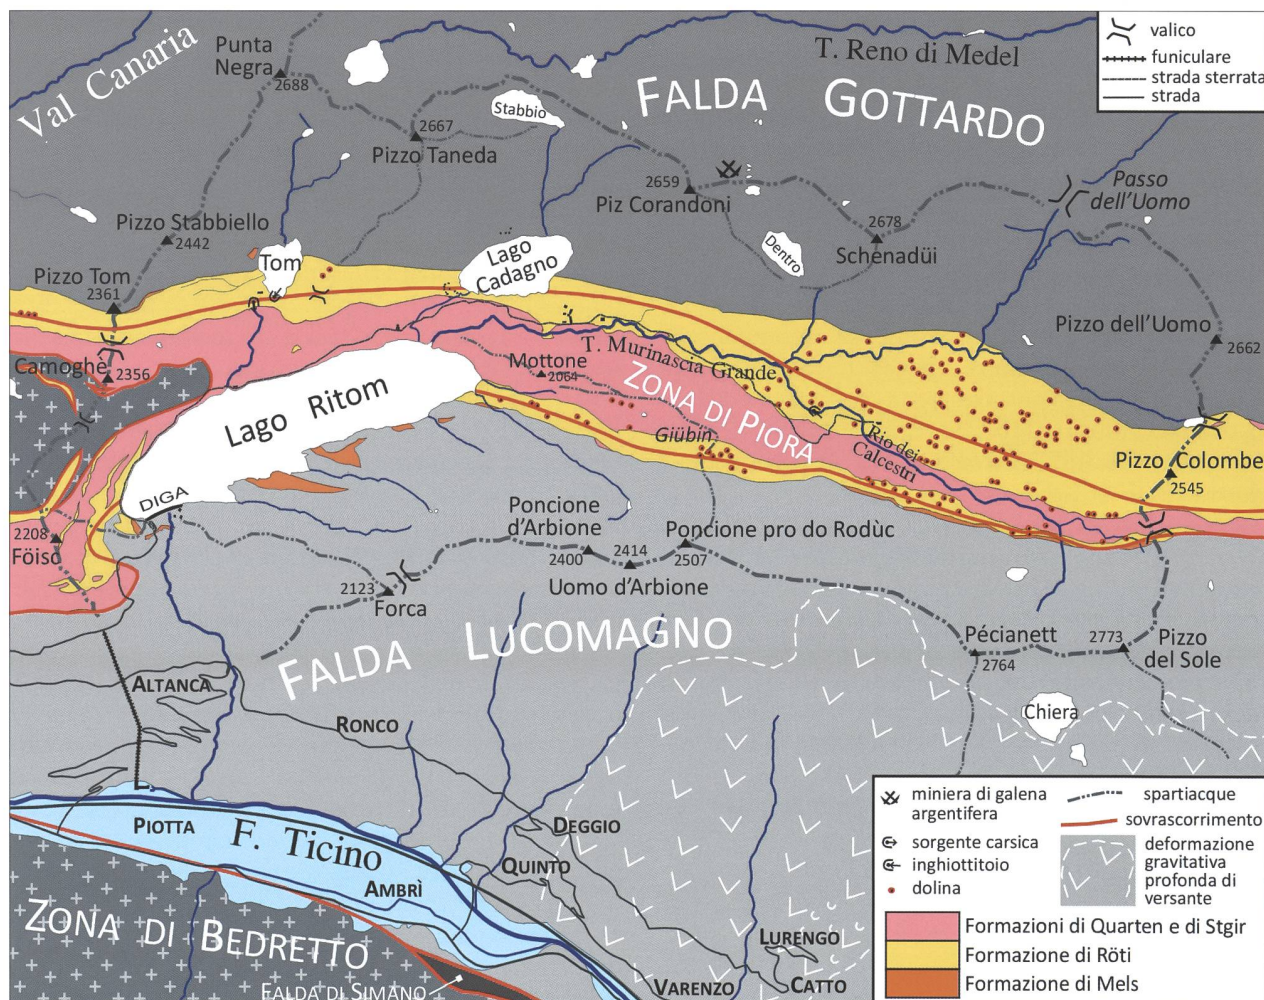 valico
funiculare
strada sterrata
strada
Val Canaria
Punta
Negra
2688
T. Reno di Medel
FALDA GOTTARDO
Stabbio
2667
Pizzo Taneda
2659
Piz Corandoni
Passo
dell'Uomo
Pizzo Stabbiello
2442
2678
Schenadüi
Dentro
Lago
Cadagno
Tom
Pizzo Tom
2361
Pizzo dell'Uomo
2662
Camoghè
2356
T. Murinascia Grande
Mottone
2064
ZONA DI PIORA
Lago Ritom
Giübin
Rio dei
Calcestri
Pizzo Colombe
2545
DIGA
2208
Föisc
Poncione
d'Arbione
2400
2414
Uomo d'Arbione
Poncione pro do Rodùc
2507
2123
Forca
FALDA LUCOMAGNO
Pécianett
2764
2773
Pizzo
del Sole
Chiera
ALTANCA
RONCO
PIOTTA
F. Ticino
AMBRÌ
DEGGIO
QUINTO
ZONA DI BEDRETTO
FALDA DI SIMANO
VARENZO
LURENGO
CATTO
miniera di galena
argentifera
sorgente carsica
inghiottitoio
dolina
spartiacque
sovrascorrimento
deformazione
gravitativa
profonda di
versante
Formazioni di Quarten e di Stgir
Formazione di Röti
Formazione di Mels